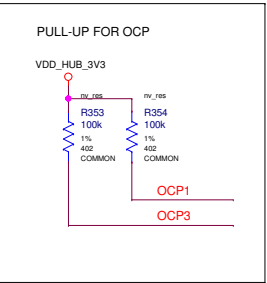 PULL-UP FOR OCP
VDD_HUB_3V3
nv_res nv_res
R353 R354
100k 100k
1% 1%
402 402
COMMON COMMON
OCP1
OCP3